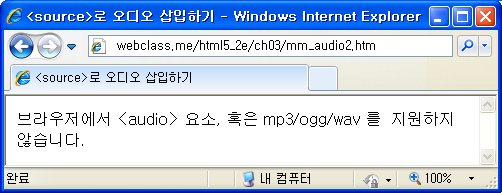 <source>로 오디오 삽입하기 - Windows Internet Explorer
webclass.me/html5_2e/ch03/mm_audio2.htm
<source>로 오디오 삽입하기
브라우저에서 <audio> 요소, 혹은 mp3/ogg/wav 를  지원하지
않습니다.
완료 내 컴퓨터 100%